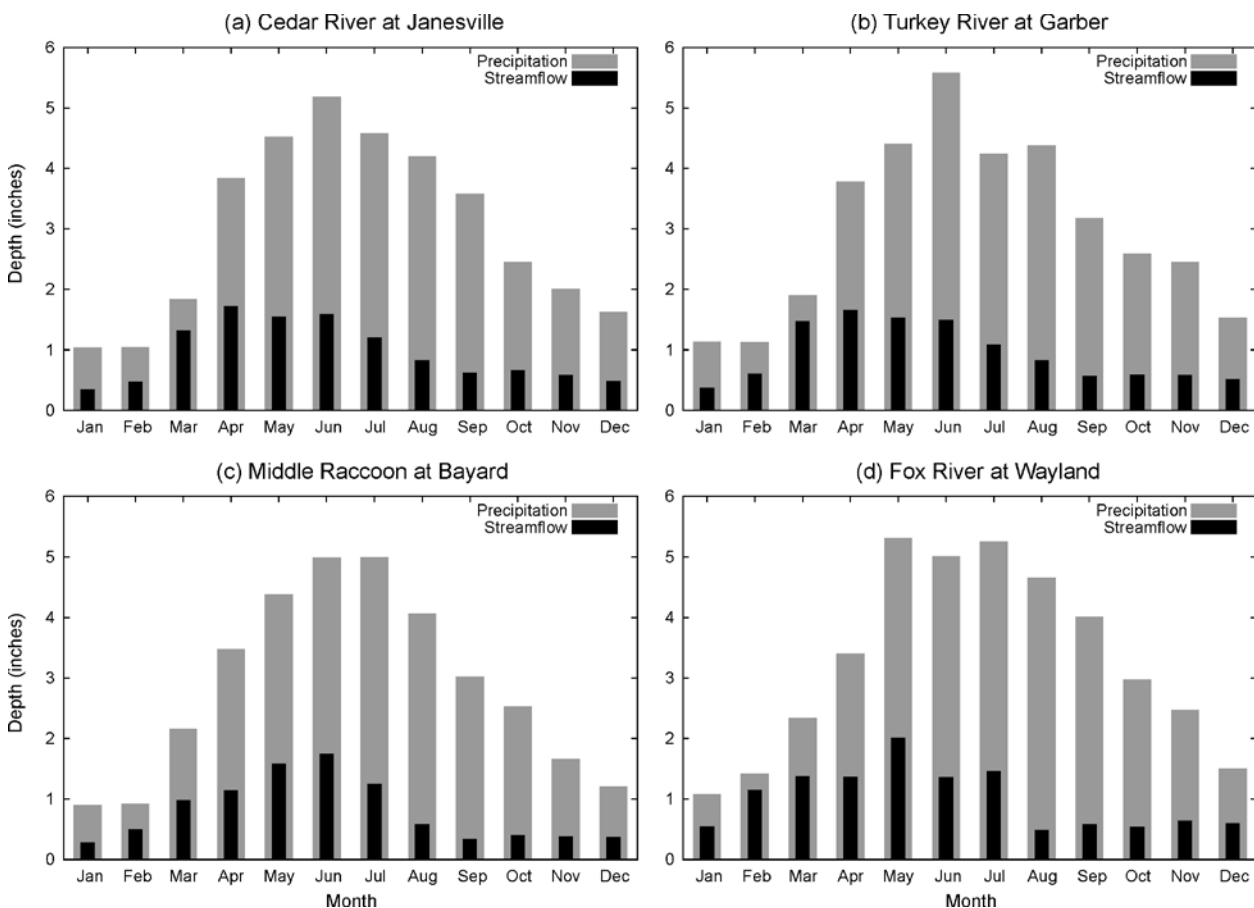 (a) Cedar River at Janesville
Precipitation
Streamflow
Depth (inches)
6
5
4
3
2
1
0
Jan Feb Mar Apr May Jun Jul Aug Sep Oct Nov Dec
(b) Turkey River at Garber
Precipitation
Streamflow
6
5
4
3
2
1
0
Jan Feb Mar Apr May Jun Jul Aug Sep Oct Nov Dec
(c) Middle Raccoon at Bayard
Precipitation
Streamflow
Depth (inches)
6
5
4
3
2
1
0
Jan Feb Mar Apr May Jun Jul Aug Sep Oct Nov Dec
Month
(d) Fox River at Wayland
Precipitation
Streamflow
6
5
4
3
2
1
0
Jan Feb Mar Apr May Jun Jul Aug Sep Oct Nov Dec
Month